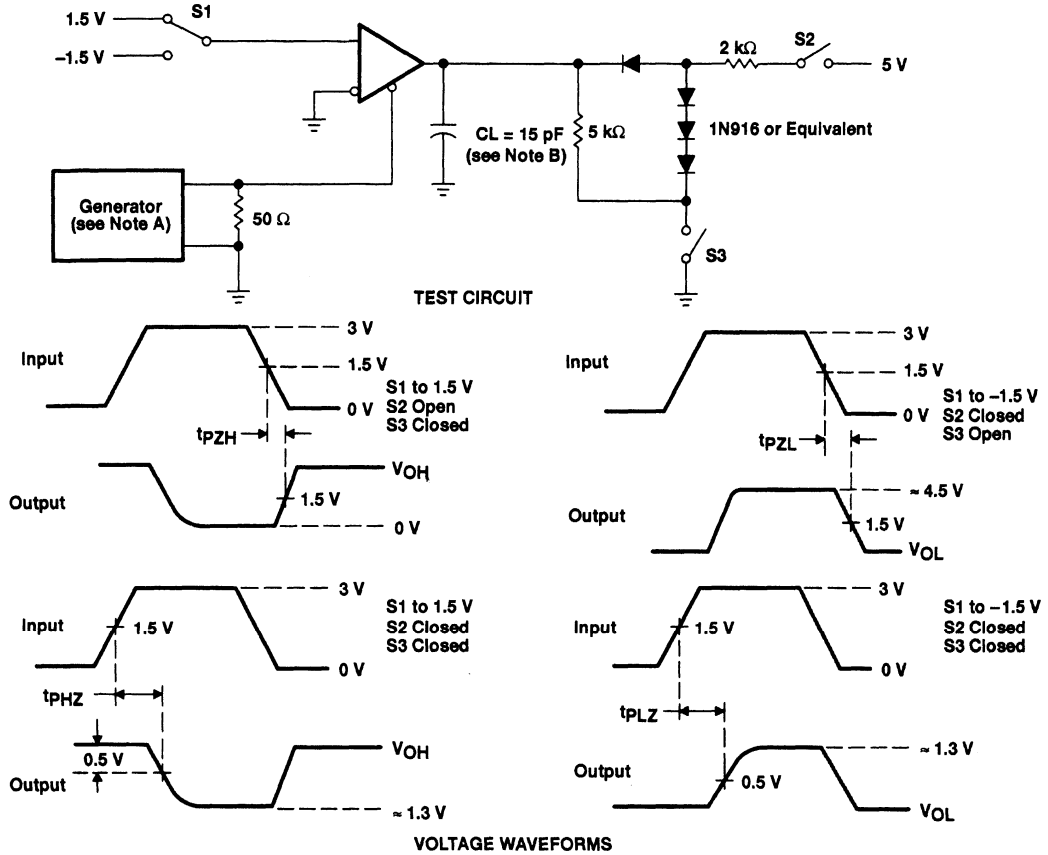 1.5 V
S1
–1.5 V
2 kΩ
S2
5 V
CL = 15 pF
(see Note B)
5 kΩ
1N916 or Equivalent
Generator
(see Note A)
50 Ω
S3
TEST CIRCUIT
Input
3 V
1.5 V
0 V
S1 to 1.5 V
S2 Open
S3 Closed
tPZH
Output
VOH
1.5 V
0 V
Input
3 V
1.5 V
0 V
S1 to –1.5 V
S2 Closed
S3 Open
tPZL
Output
≈ 4.5 V
1.5 V
VOL
Input
3 V
1.5 V
0 V
S1 to 1.5 V
S2 Closed
S3 Closed
tPHZ
0.5 V
Output
VOH
≈ 1.3 V
Input
3 V
1.5 V
0 V
S1 to –1.5 V
S2 Closed
S3 Closed
tPLZ
Output
≈ 1.3 V
0.5 V
VOL
VOLTAGE WAVEFORMS